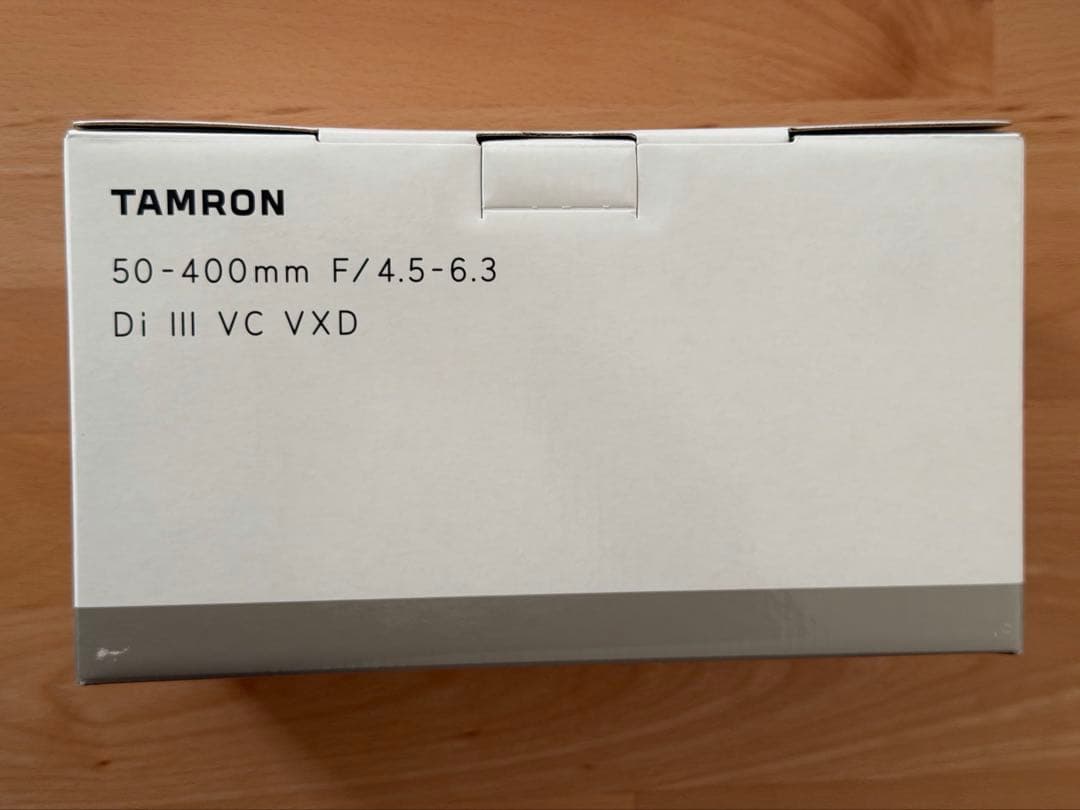 TAMRON
50-400mm F/4.5-6.3
Di III VC VXD